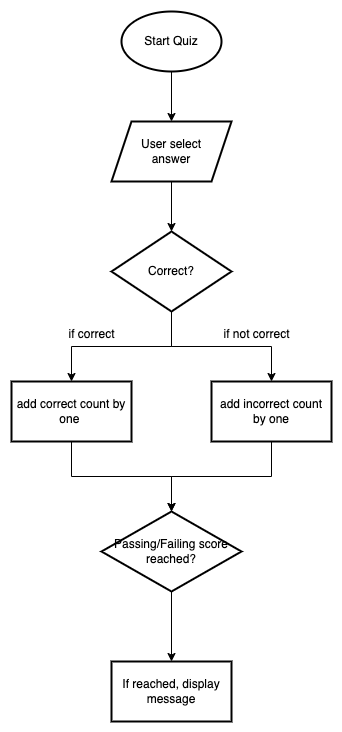 Start Quiz
User select
answer
Correct?
if correct
if not correct
add correct count by
one
add incorrect count
by one
Passing/Failing score
reached?
If reached, display
message